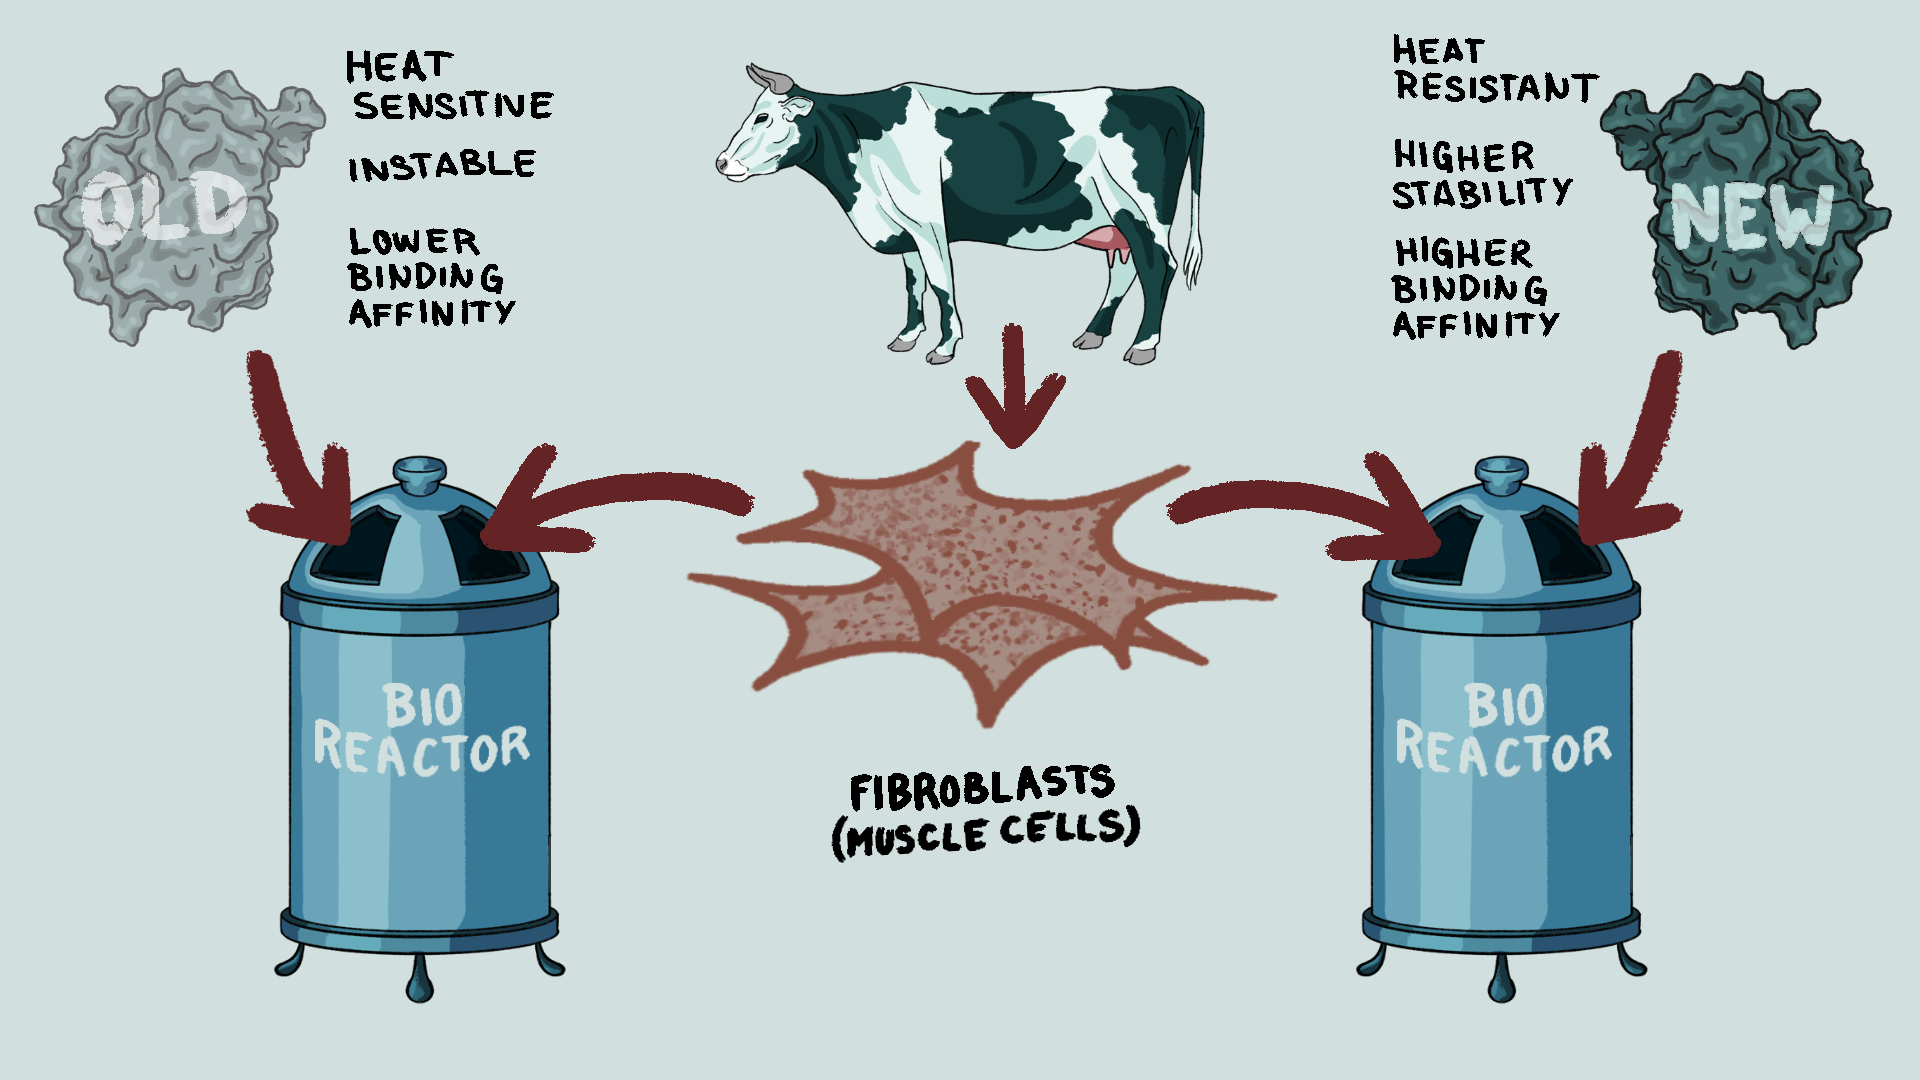 HEAT
SENSITIVE
INSTABLE
LOWER
BINDING
AFFINITY
OLD
HEAT
RESISTANT
HIGHER
STABILITY
HIGHER
BINDING
AFFINITY
NEW
BIO
REACTOR
FIBROBLASTS
(MUSCLE CELLS)
BIO
REACTOR